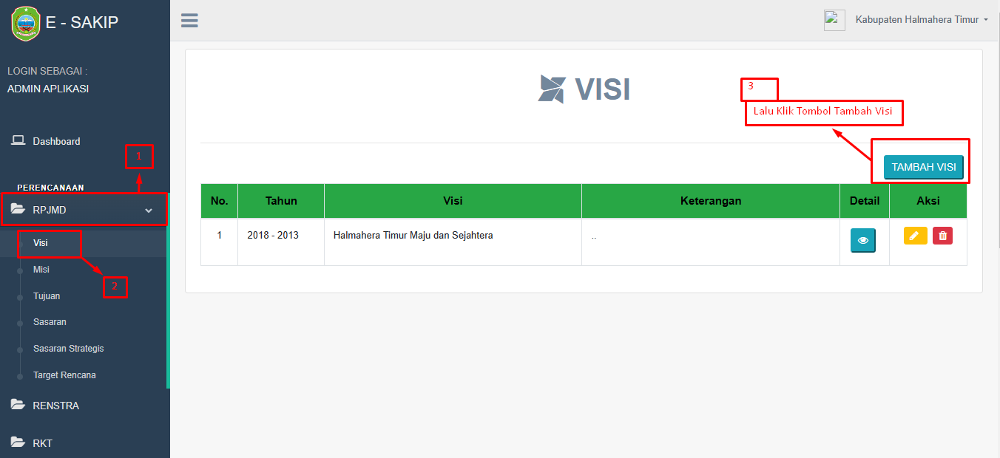 E - SAKIP
Kabupaten Halmahera Timur
LOGIN SEBAGAI :
ADMIN APLIKASI
VISI
3
Lalu Klik Tombol Tambah Visi
Dashboard
1
TAMBAH VISI
PERENCANAAN
RPJMD
Visi
2
Misi
Tujuan
Sasaran
Sasaran Strategis
Target Rencana
RENSTRA
RKT
No. Tahun Visi Keterangan Detail Aksi
1 2018 - 2013 Halmahera Timur Maju dan Sejahtera ..